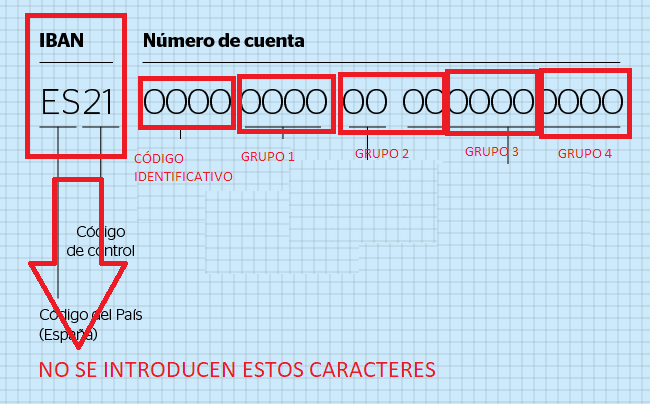 IBAN Número de cuenta
ES21 0000 0000 00 00 0000 0000
CÓDIGO IDENTIFICATIVO
GRUPO 1
GRUPO 2
GRUPO 3
GRUPO 4
Código
de control
Código del País
(España)
NO SE INTRODUCEN ESTOS CARACTERES